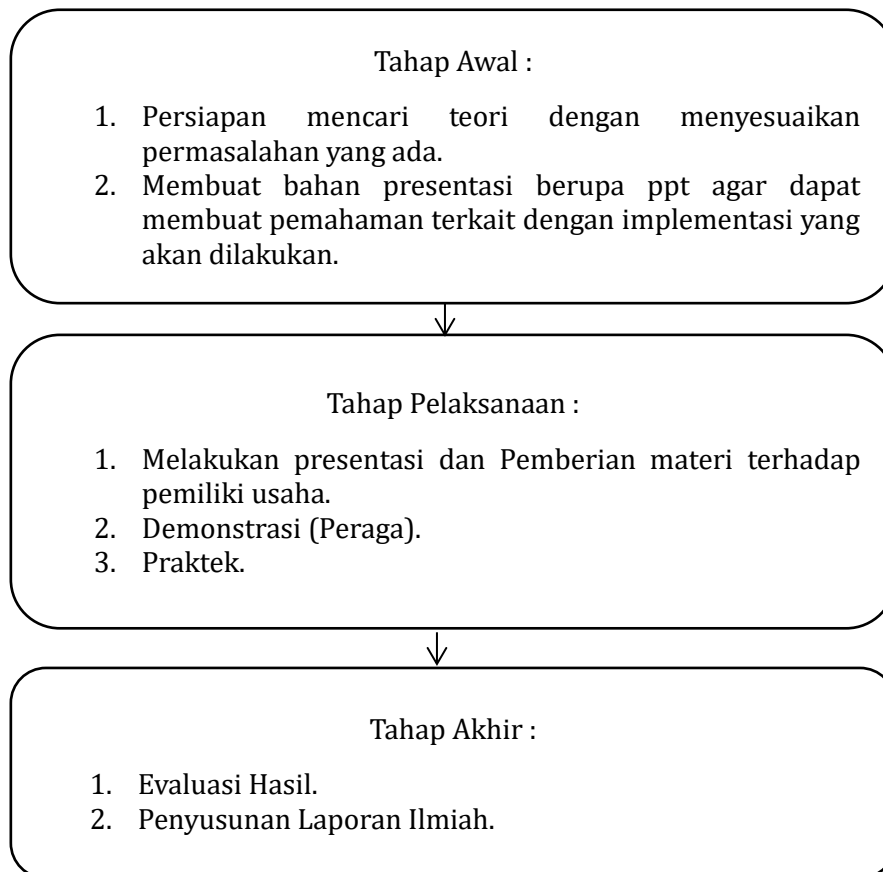 Tahap Awal :
1. Persiapan mencari teori dengan menyesuaikan
permasalahan yang ada.
2. Membuat bahan presentasi berupa ppt agar dapat
membuat pemahaman terkait dengan implementasi yang
akan dilakukan.
Tahap Pelaksanaan :
1. Melakukan presentasi dan Pemberian materi terhadap
pemiliki usaha.
2. Demonstrasi (Peraga).
3. Praktek.
Tahap Akhir :
1. Evaluasi Hasil.
2. Penyusunan Laporan Ilmiah.